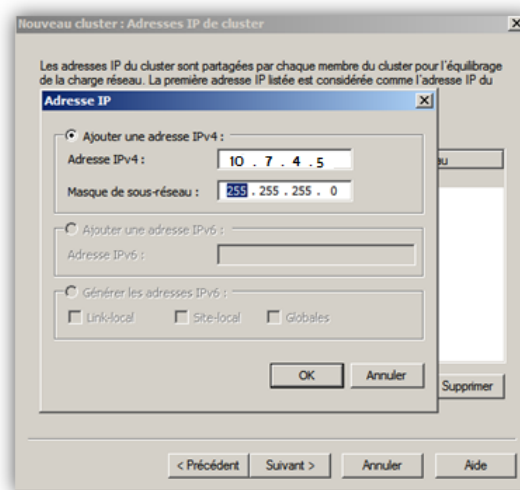 Nouveau cluster : Adresses IP de cluster
Les adresses IP du cluster sont partagées par chaque membre du cluster pour l'équilibrage
de la charge réseau. La première adresse IP listée est considérée comme l'adresse IP du
Adresse IP
Ajouter une adresse IPv4 :
Adresse IPv4 : 10 . 7 . 4 . 5
Masque de sous-réseau : 255 . 255 . 255 . 0
Ajouter une adresse IPv6 :
Adresse IPv6 :
Générer les adresses IPv6 :
Link-local Site-local Globales
OK Annuler
Supprimer
< Précédent Suivant > Annuler Aide